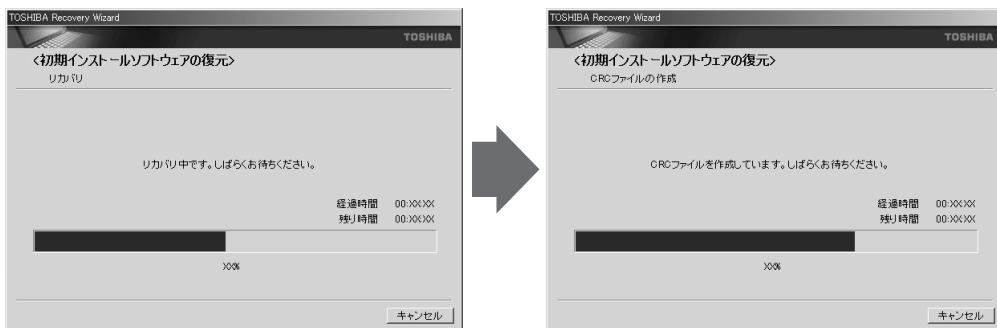 TOSHIBA Recovery Wizard
TOSHIBA
<初期インストールソフトウェアの復元>
リカバリ
リカバリ中です。しばらくお待ちください。
経過時間 00:XX:XX
残り時間 00:XX:XX
XX%
キャンセル
TOSHIBA Recovery Wizard
TOSHIBA
<初期インストールソフトウェアの復元>
CRCファイルの作成
CRCファイルを作成しています。しばらくお待ちください。
経過時間 00:XX:XX
残り時間 00:XX:XX
XX%
キャンセル